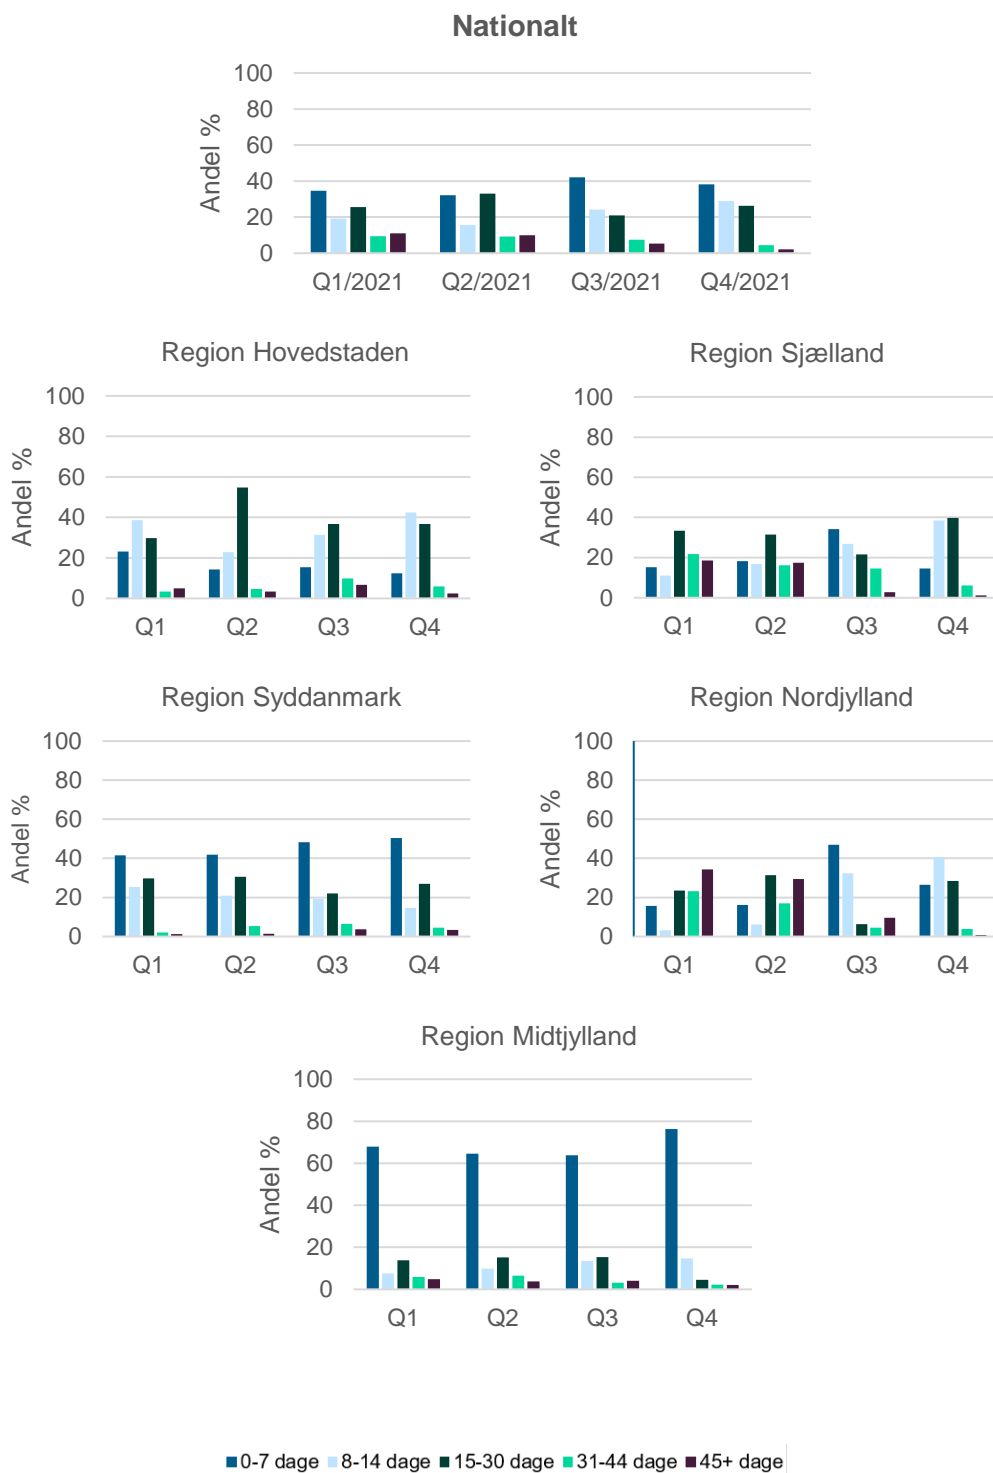 Nationalt
Andel %
100
80
60
40
20
0
Q1/2021 Q2/2021 Q3/2021 Q4/2021
Region Hovedstaden
Andel %
100
80
60
40
20
0
Q1 Q2 Q3 Q4
Region Sjælland
Andel %
100
80
60
40
20
0
Q1 Q2 Q3 Q4
Region Syddanmark
Andel %
100
80
60
40
20
0
Q1 Q2 Q3 Q4
Region Nordjylland
Andel %
100
80
60
40
20
0
Q1 Q2 Q3 Q4
Region Midtjylland
Andel %
100
80
60
40
20
0
Q1 Q2 Q3 Q4
0-7 dage 8-14 dage 15-30 dage 31-44 dage 45+ dage